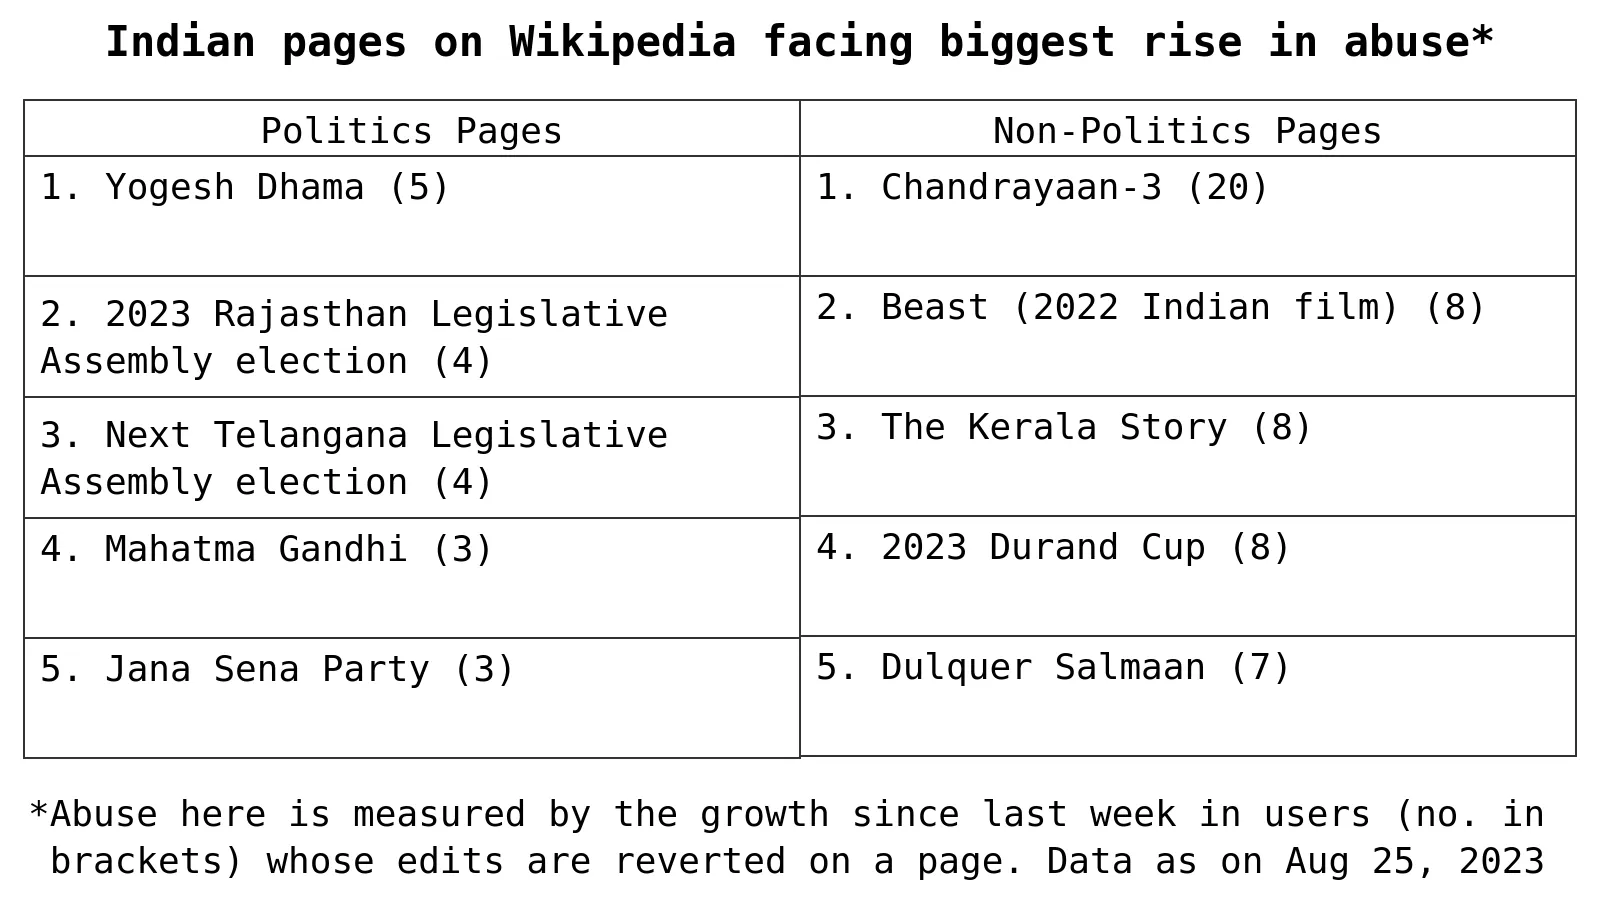 Indian pages on Wikipedia facing biggest rise in abuse*
Politics Pages
1. Yogesh Dhama (5)
2. 2023 Rajasthan Legislative
Assembly election (4)
3. Next Telangana Legislative
Assembly election (4)
4. Mahatma Gandhi (3)
5. Jana Sena Party (3)
Non-Politics Pages
1. Chandrayaan-3 (20)
2. Beast (2022 Indian film) (8)
3. The Kerala Story (8)
4. 2023 Durand Cup (8)
5. Dulquer Salmaan (7)
*Abuse here is measured by the growth since last week in users (no. in
brackets) whose edits are reverted on a page. Data as on Aug 25, 2023